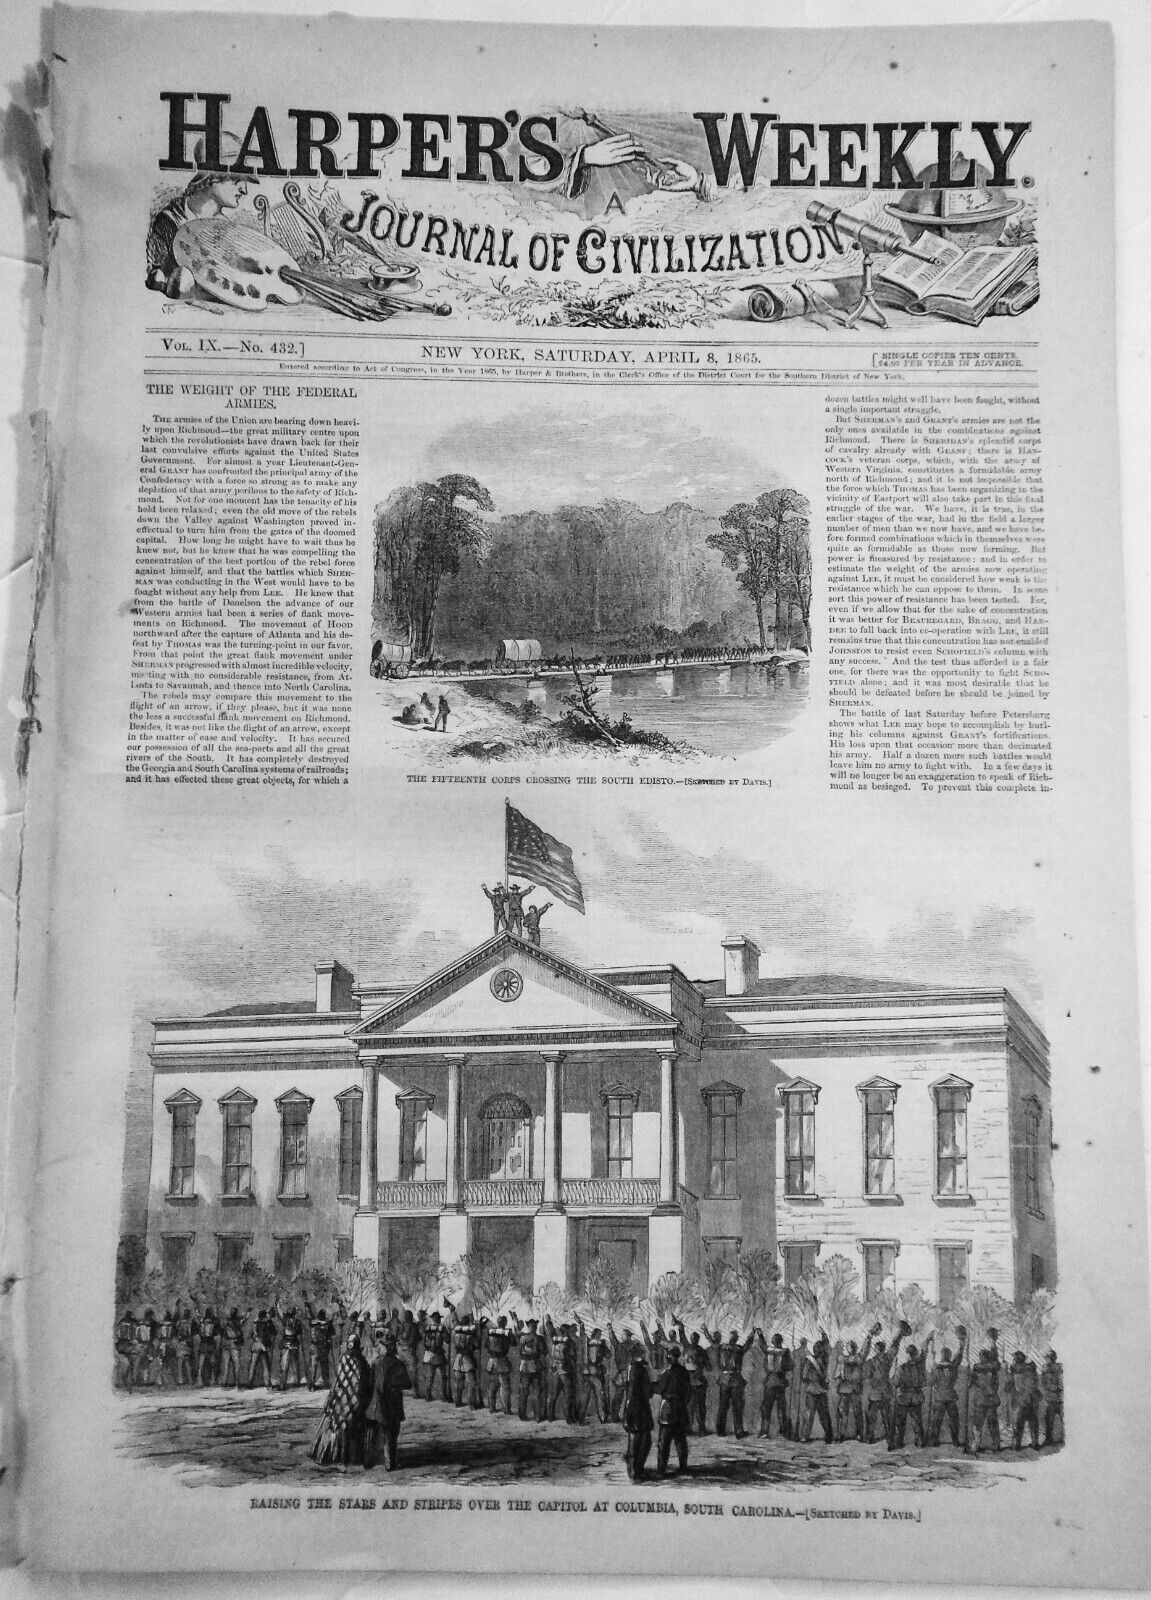 HARPER'S WEEKLY.
A
JOURNAL OF CIVILIZATION
VOL. IX.—No. 432.]
NEW YORK, SATURDAY, APRIL 8, 1865.
[SINGLE COPIES TEN CENTS.
$4.00 PER YEAR IN ADVANCE.
Entered according to Act of Congress, in the Year 1865, by Harper & Brothers, in the Clerk's Office of the District Court for the Southern District of New York.
THE WEIGHT OF THE FEDERAL
ARMIES.
THE armies of the Union are bearing down heavi-
ly upon Richmond—the great military centre upon
which the revolutionists have drawn back for their
last convulsive efforts against the United States
Government. For almost a year Lieutenant-Gen-
eral GRANT has confronted the principal army of the
Confederacy with a force so strong as to make any
depletion of that army perilous to the safety of Rich-
mond. Not for one moment has the tenacity of his
hold been relaxed; even the old move of the rebels
down the Valley against Washington proved in-
effectual to turn him from the gates of the doomed
capital. How long he might have to wait thus he
knew not, but he knew that he was compelling the
concentration of the best portion of the rebel force
against himself, and that the battles which SHER-
MAN was conducting in the West would have to be
fought without any help from LEE. He knew that
from the battle of Donelson the advance of our
Western armies had been a series of flank move-
ments on Richmond. The movement of HOOD
northward after the capture of Atlanta and his de-
feat by THOMAS was the turning-point in our favor.
From that point the great flank movement under
SHERMAN progressed with almost incredible velocity,
meeting with no considerable resistance, from At-
lanta to Savannah, and thence into North Carolina.
The rebels may compare this movement to the
flight of an arrow, if they please, but it was none
the less a successful flank movement on Richmond.
Besides, it was not like the flight of an arrow, except
in the matter of ease and velocity. It has secured
our possession of all the sea-ports and all the great
rivers of the South. It has completely destroyed
the Georgia and South Carolina systems of railroads;
and it has effected these great objects, for which a
THE FIFTEENTH CORPS CROSSING THE SOUTH EDISTO.—[SKETCHED BY DAVIS.]
dozen battles might well have been fought, without
a single important struggle.
But SHERMAN'S and GRANT'S armies are not the
only ones available in the combinations against
Richmond. There is SHERIDAN'S splendid corps
of cavalry already with GRANT; there is HAN-
COCK'S veteran corps, which, with the army of
Western Virginia, constitutes a formidable army
north of Richmond; and it is not impossible that
the force which THOMAS has been organizing in the
vicinity of Eastport will also take part in this final
struggle of the war. We have, it is true, in the
earlier stages of the war, had in the field a larger
number of men than we now have, and we have be-
fore formed combinations which in themselves were
quite as formidable as those now forming. But
power is measured by resistance; and in order to
estimate the weight of the armies now operating
against LEE, it must be considered how weak is the
resistance which he can oppose to them. In some
sort this power of resistance has been tested. For,
even if we allow that for the sake of concentration
it was better for BEAUREGARD, BRAGG, and HAR-
DEE to fall back into co-operation with LEE, it still
remains true that this concentration has not enabled
JOHNSTON to resist even SCHOFIELD'S column with
any success. And the test thus afforded is a fair
one, for there was the opportunity to fight SCHO-
FIELD alone; and it was most desirable that he
should be defeated before he should be joined by
SHERMAN.
The battle of last Saturday before Petersburg
shows what LEE may hope to accomplish by hurl-
ing his columns against GRANT'S fortifications.
His loss upon that occasion more than decimated
his army. Half a dozen more such battles would
leave him no army to fight with. In a few days it
will no longer be an exaggeration to speak of Rich-
mond as besieged. To prevent this complete in-
RAISING THE STARS AND STRIPES OVER THE CAPITOL AT COLUMBIA, SOUTH CAROLINA.—[SKETCHED BY DAVIS.]